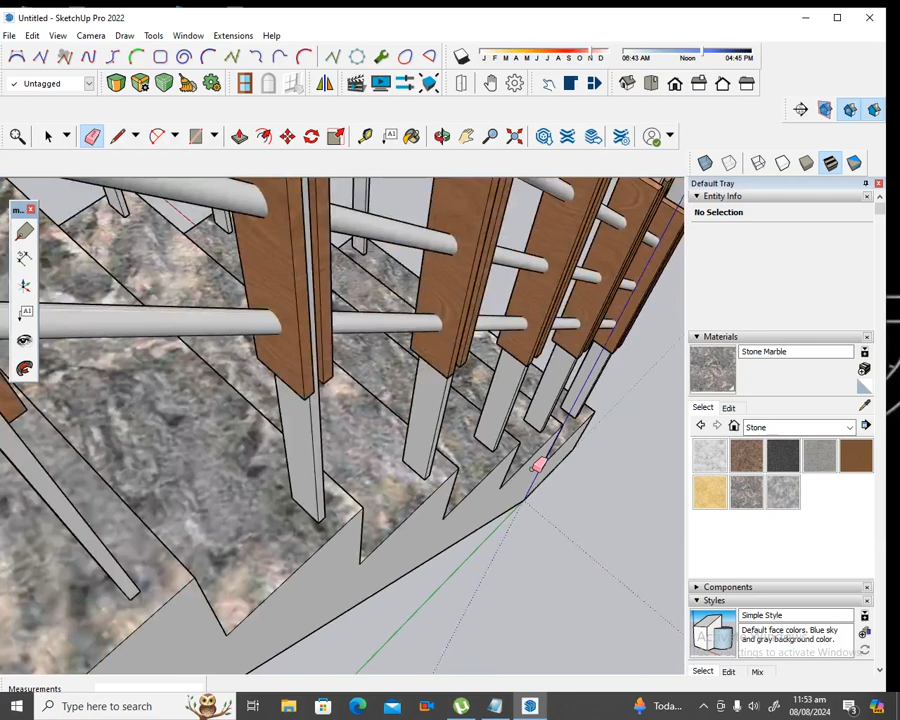 Untitled - SketchUp Pro 2022
File Edit View Camera Draw Tools Window Extensions Help
J F M A M J J A S O N D
06:43 AM Noon 04:45 PM
Untagged
Default Tray
Entity Info
No Selection
m...
A1
Materials
Stone Marble
Select Edit
Stone
Components
Styles
Simple Style
Default face colors. Blue sky
and gray background color.
Select Edit Mix
Measurements
Type here to search
Toda...
11:53 am
08/08/2024
3